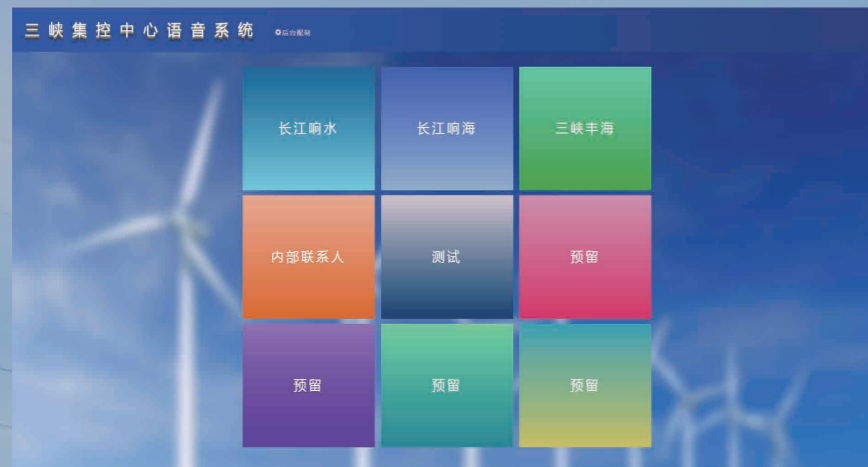 三峡集控中心语音系统
后台配制
长江响水 长江响海 三峡丰海
内部联系人 测试 预留
预留 预留 预留